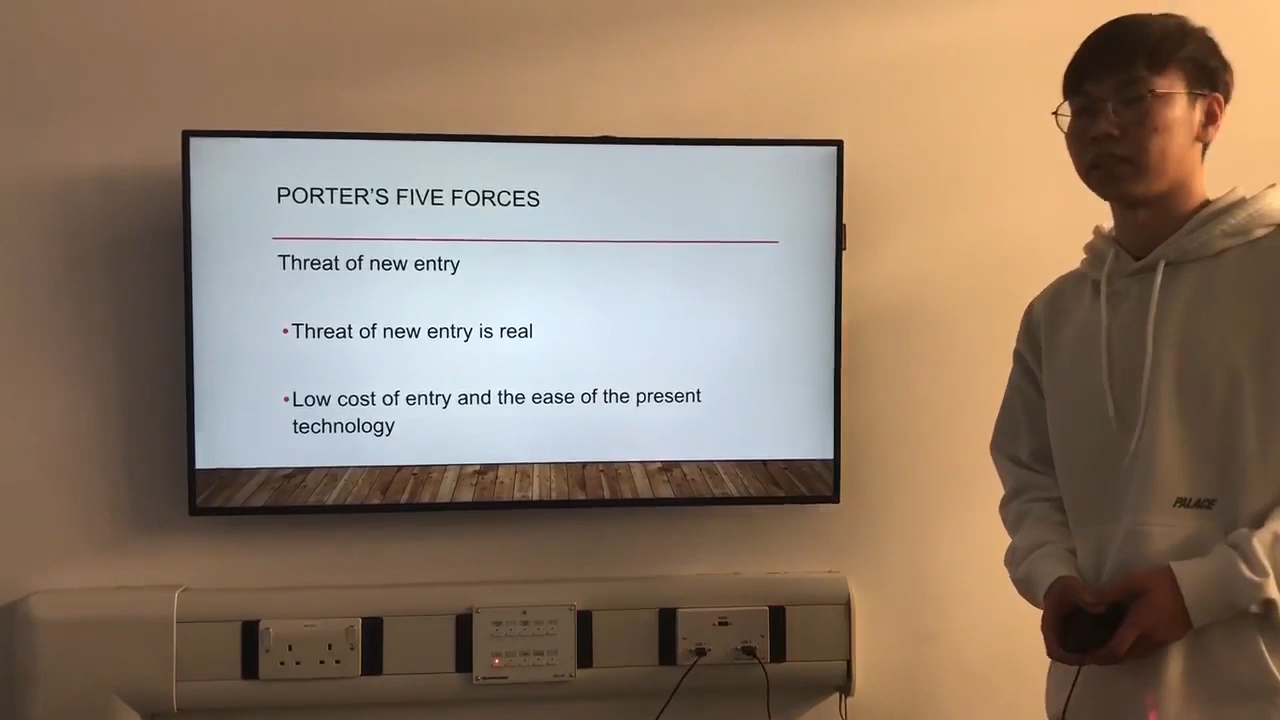 PORTER'S FIVE FORCES
Threat of new entry
•Threat of new entry is real
•Low cost of entry and the ease of the present
technology
PALACE